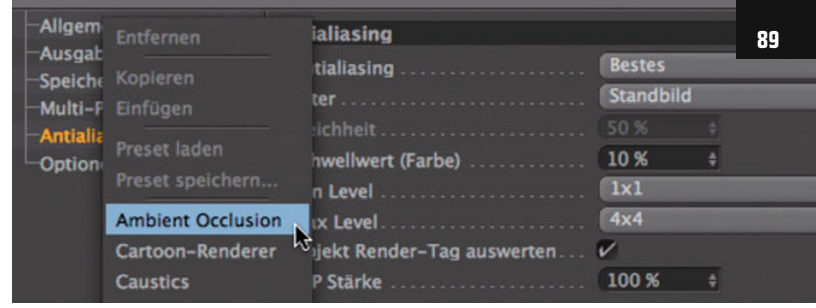 89
Allgem
Ausgab
Speiche
Multi-P
Antialia
Option
Entfernen
Kopieren
Einfügen
Preset laden
Preset speichern...
Ambient Occlusion
Cartoon-Renderer
Caustics
ialiasing
tialiasing Bestes
ter Standbild
eichheit 50 %
hwellwert (Farbe) 10 %
n Level 1x1
ax Level 4x4
jekt Render-Tag auswerten
P Stärke 100 %